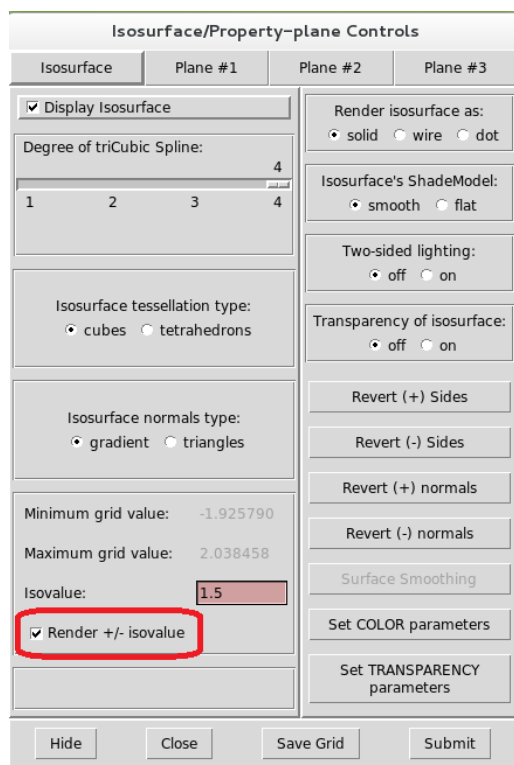 Isosurface/Property-plane Controls
Isosurface
Plane #1
Plane #2
Plane #3
Display Isosurface
Degree of triCubic Spline:
4
1 2 3 4
Isosurface tessellation type:
cubes tetrahedrons
Isosurface normals type:
gradient triangles
Minimum grid value: -1.925790
Maximum grid value: 2.038458
Isovalue: 1.5
Render +/- isovalue
Render isosurface as:
solid wire dot
Isosurface's ShadeModel:
smooth flat
Two-sided lighting:
off on
Transparency of isosurface:
off on
Revert (+) Sides
Revert (-) Sides
Revert (+) normals
Revert (-) normals
Surface Smoothing
Set COLOR parameters
Set TRANSPARENCY
parameters
Hide
Close
Save Grid
Submit